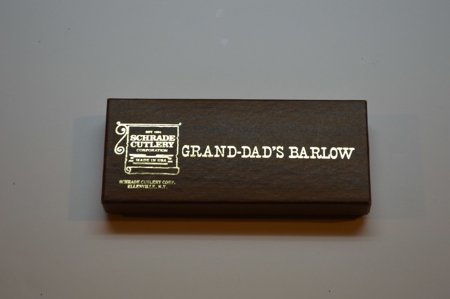 EST. 1904
SCHRADE
CUTLERY
CORPORATION
MADE IN USA
GRAND-DAD'S BARLOW
SCHRADE CUTLERY CORP.
ELLENVILLE, N.Y.